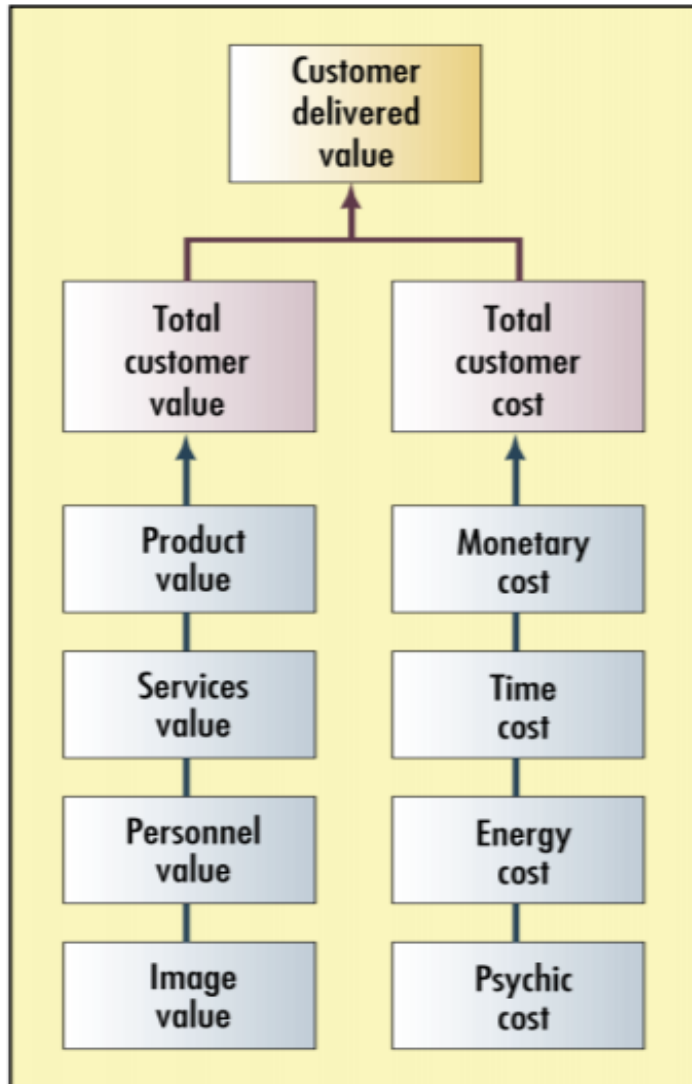 Customer
delivered
value
Total
customer
value
Total
customer
cost
Product
value
Monetary
cost
Services
value
Time
cost
Personnel
value
Energy
cost
Image
value
Psychic
cost